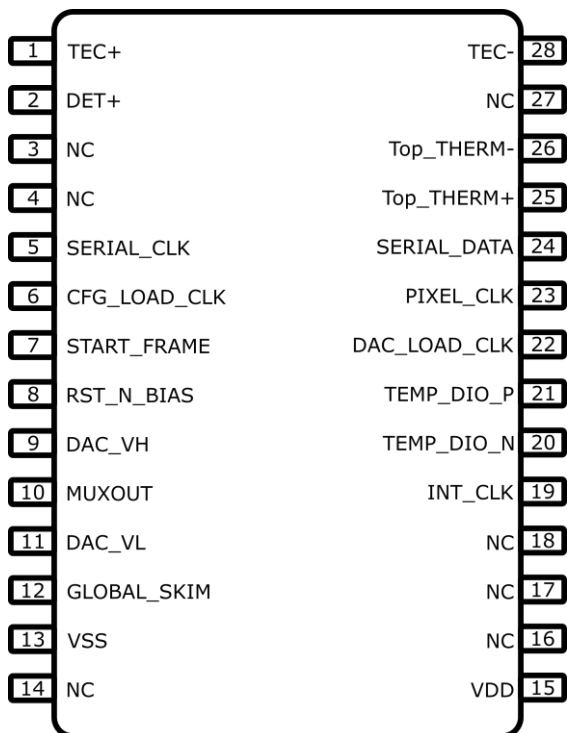 1 TEC+ TEC- 28
2 DET+ NC 27
3 NC Top_THERM- 26
4 NC Top_THERM+ 25
5 SERIAL_CLK SERIAL_DATA 24
6 CFG_LOAD_CLK PIXEL_CLK 23
7 START_FRAME DAC_LOAD_CLK 22
8 RST_N_BIAS TEMP_DIO_P 21
9 DAC_VH TEMP_DIO_N 20
10 MUXOUT INT_CLK 19
11 DAC_VL NC 18
12 GLOBAL_SKIM NC 17
13 VSS NC 16
14 NC VDD 15